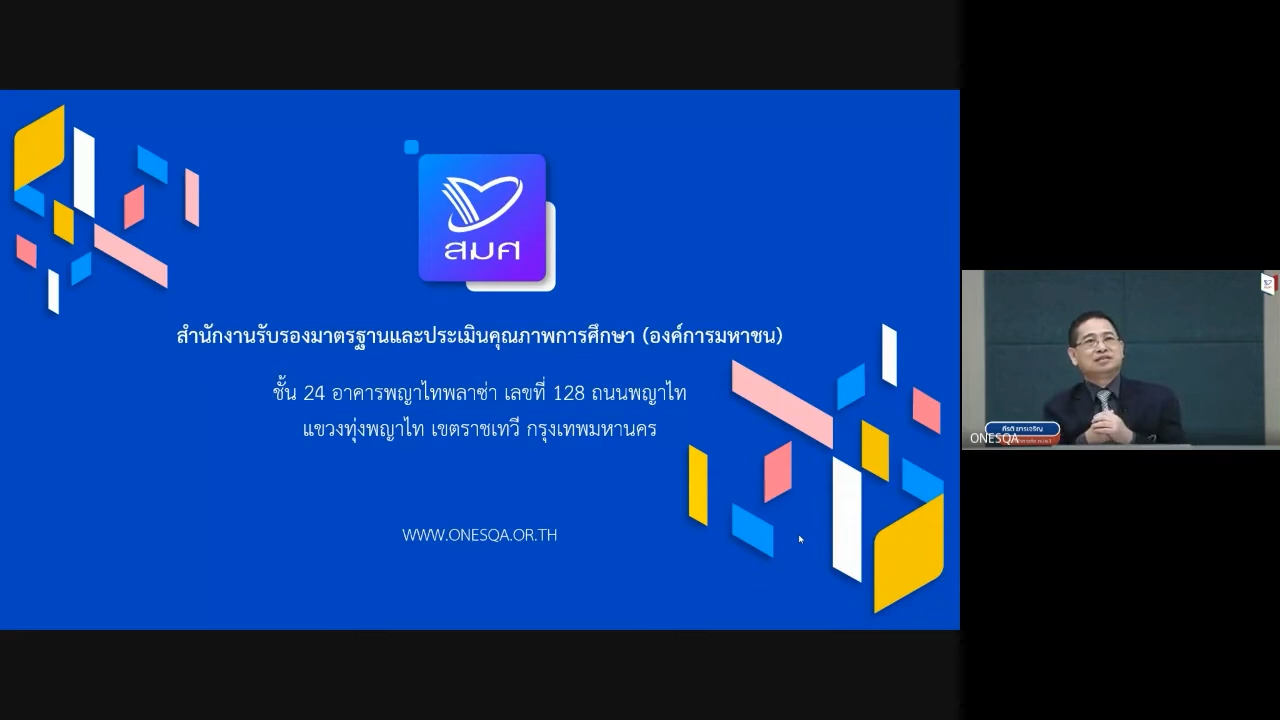 สมศ
สำนักงานรับรองมาตรฐานและประเมินคุณภาพการศึกษา (องค์การมหาชน)
ชั้น 24 อาคารพญาไทพลาซ่า เลขที่ 128 ถนนพญาไท
แขวงทุ่งพญาไท เขตราชเทวี กรุงเทพมหานคร
WWW.ONESQA.OR.TH
ONESQA